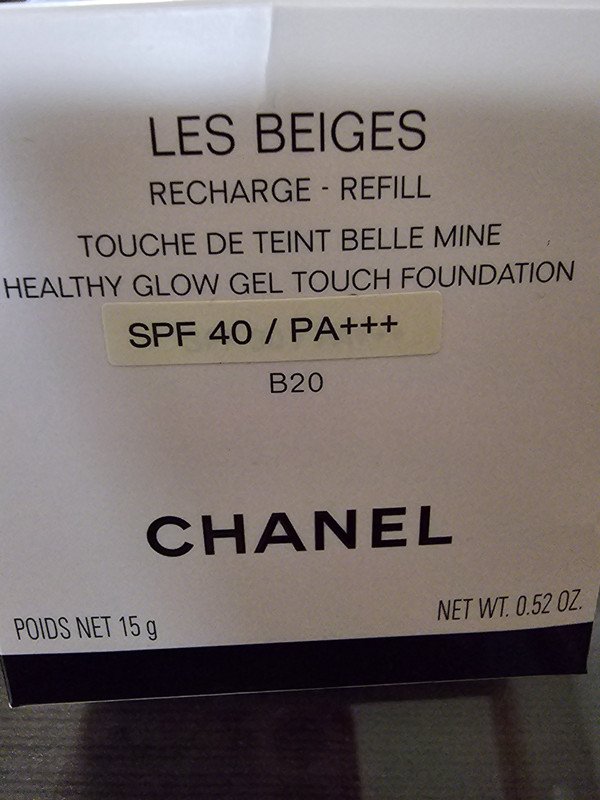 LES BEIGES
RECHARGE - REFILL
TOUCHE DE TEINT BELLE MINE
HEALTHY GLOW GEL TOUCH FOUNDATION
SPF 40 / PA+++
B20
CHANEL
POIDS NET 15 g
NET WT. 0.52 OZ.